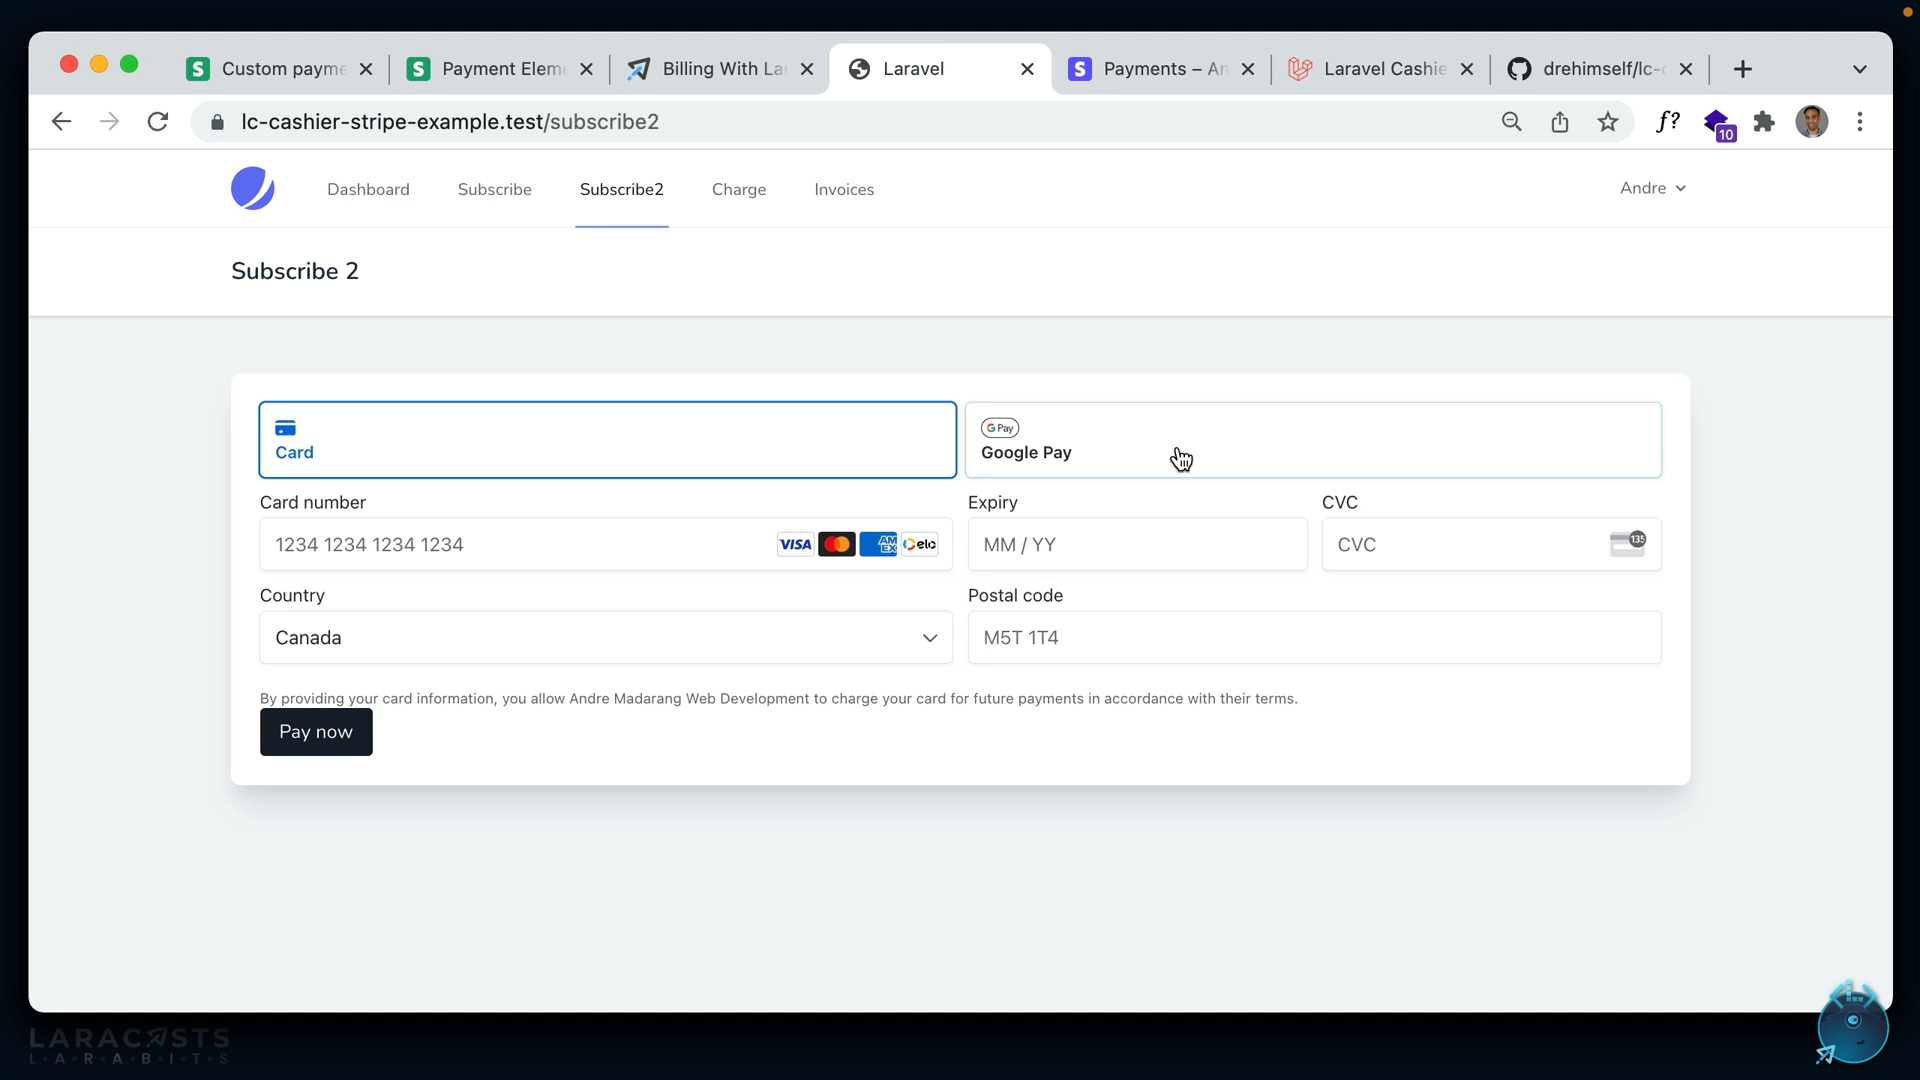 Custom payme
Payment Eleme
Billing With La
Laravel
Payments – An
Laravel Cashie
drehimself/lc-c
lc-cashier-stripe-example.test/subscribe2
f?
10
Dashboard
Subscribe
Subscribe2
Charge
Invoices
Andre
Subscribe 2
G Pay
Card
Google Pay
Card number
Expiry
CVC
1234 1234 1234 1234
VISA
AMEX
elo
MM / YY
CVC
135
Country
Postal code
Canada
M5T 1T4
By providing your card information, you allow Andre Madarang Web Development to charge your card for future payments in accordance with their terms.
Pay now
LARACASTS
L·A·R·A·B·I·T·S